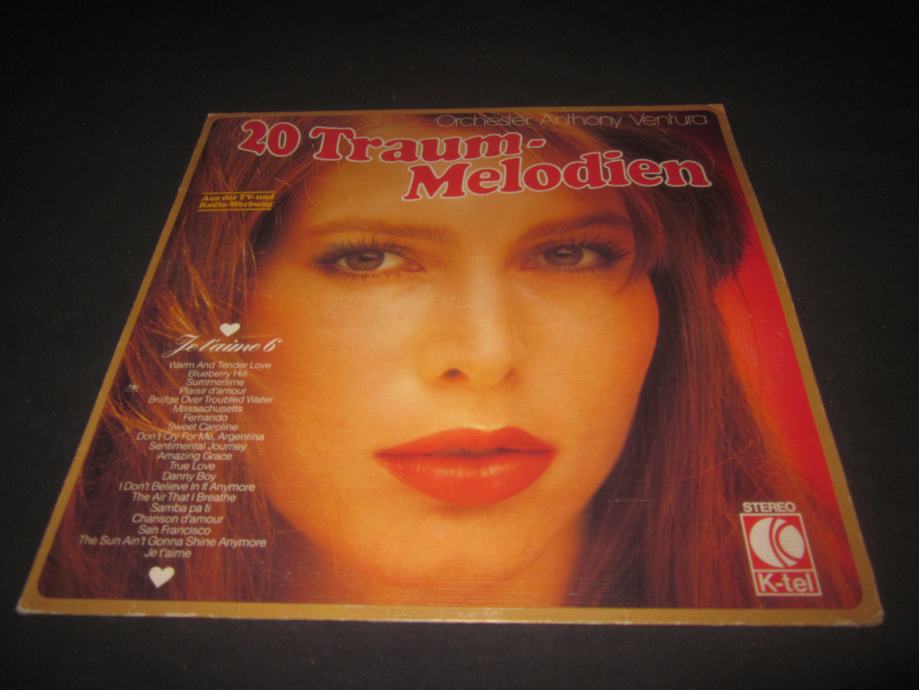 Orchester Anthony Ventura
20 Traum-
Melodien
Aus der TV-und
Radio-Werbung
Je t'aime 6
Warm And Tender Love
Blueberry Hill
Summertime
Plaisir d'amour
Bridge Over Troubled Water
Massachusetts
Fernando
Sweet Caroline
Don't Cry For Me, Argentina
Sentimental Journey
Amazing Grace
True Love
Danny Boy
I Don't Believe In If Anymore
The Air That I Breathe
Samba pa ti
Chanson d'amour
San Francisco
The Sun Ain't Gonna Shine Anymore
Je t'aime
STEREO
K-tel